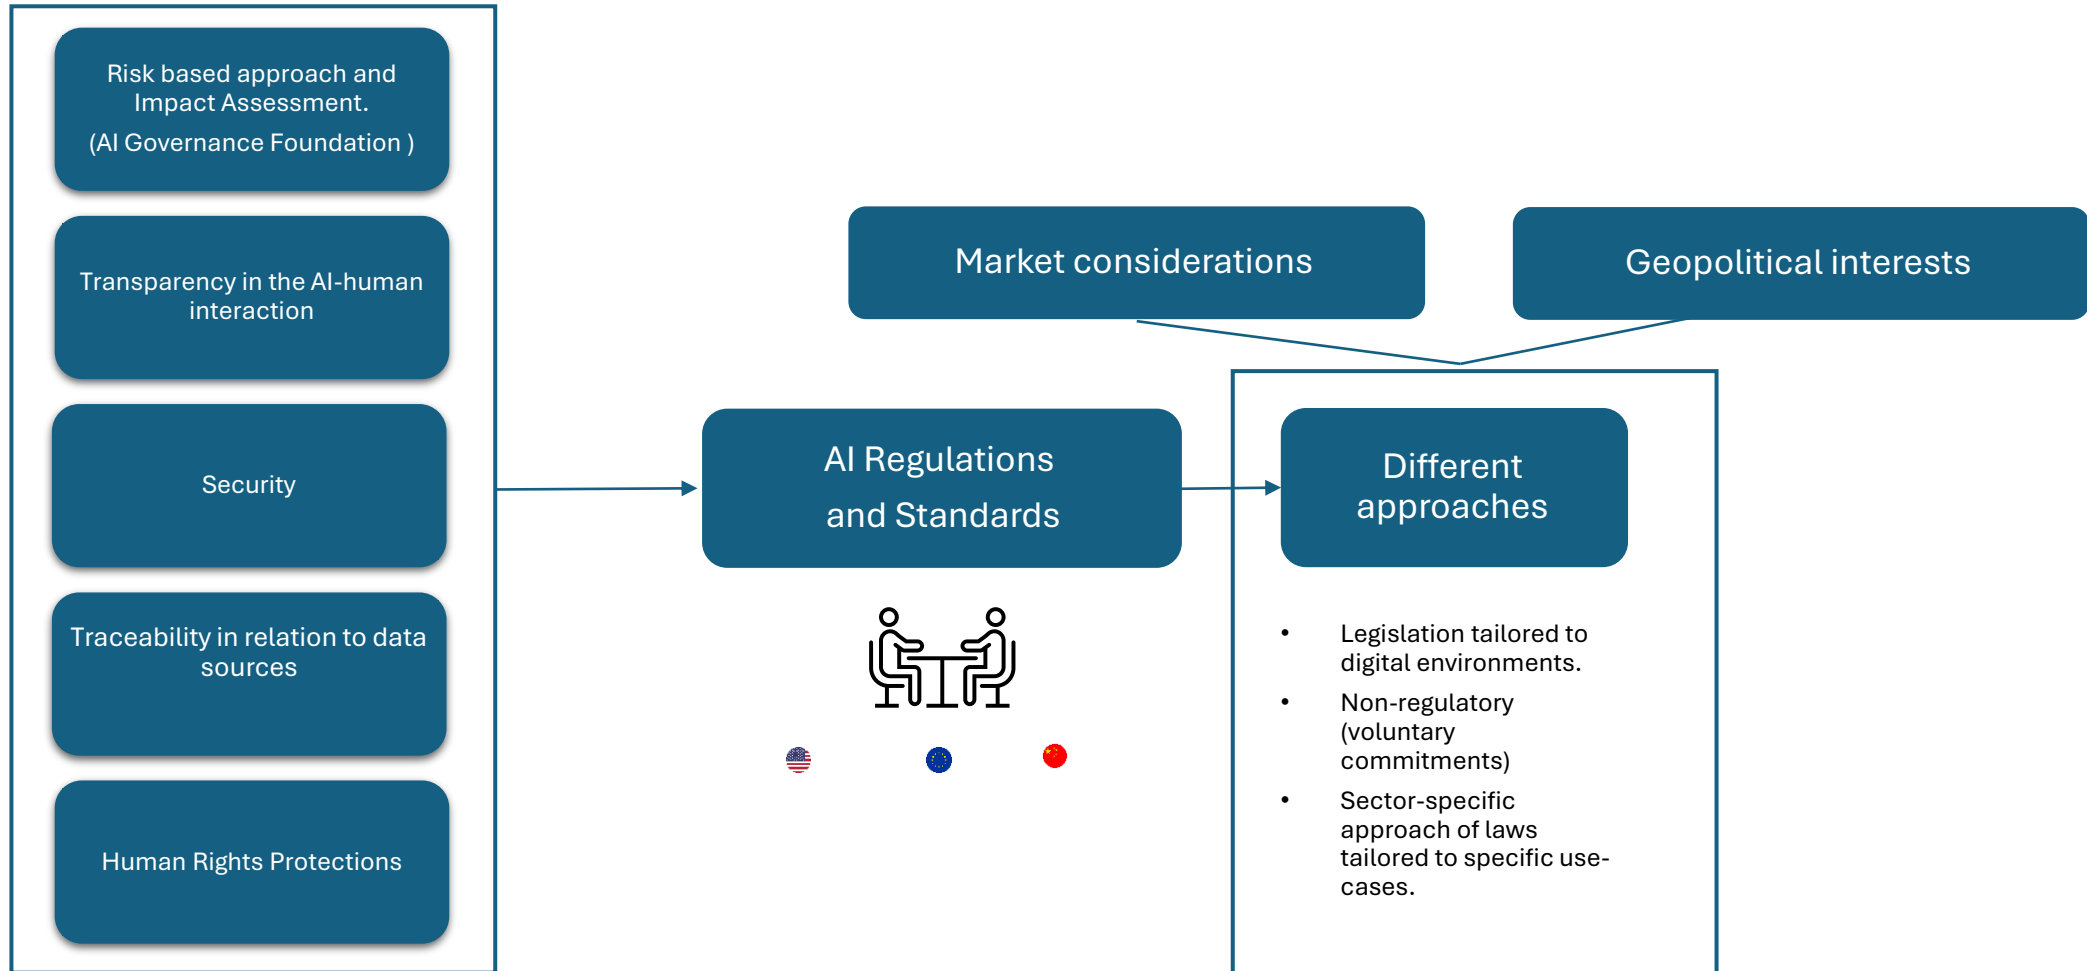 Risk based approach and
Impact Assessment.
(AI Governance Foundation )
Transparency in the AI-human
interaction
Security
Traceability in relation to data
sources
Human Rights Protections
Market considerations
Geopolitical interests
AI Regulations
and Standards
Different
approaches
• Legislation tailored to
digital environments.
• Non-regulatory
(voluntary
commitments)
• Sector-specific
approach of laws
tailored to specific use-
cases.